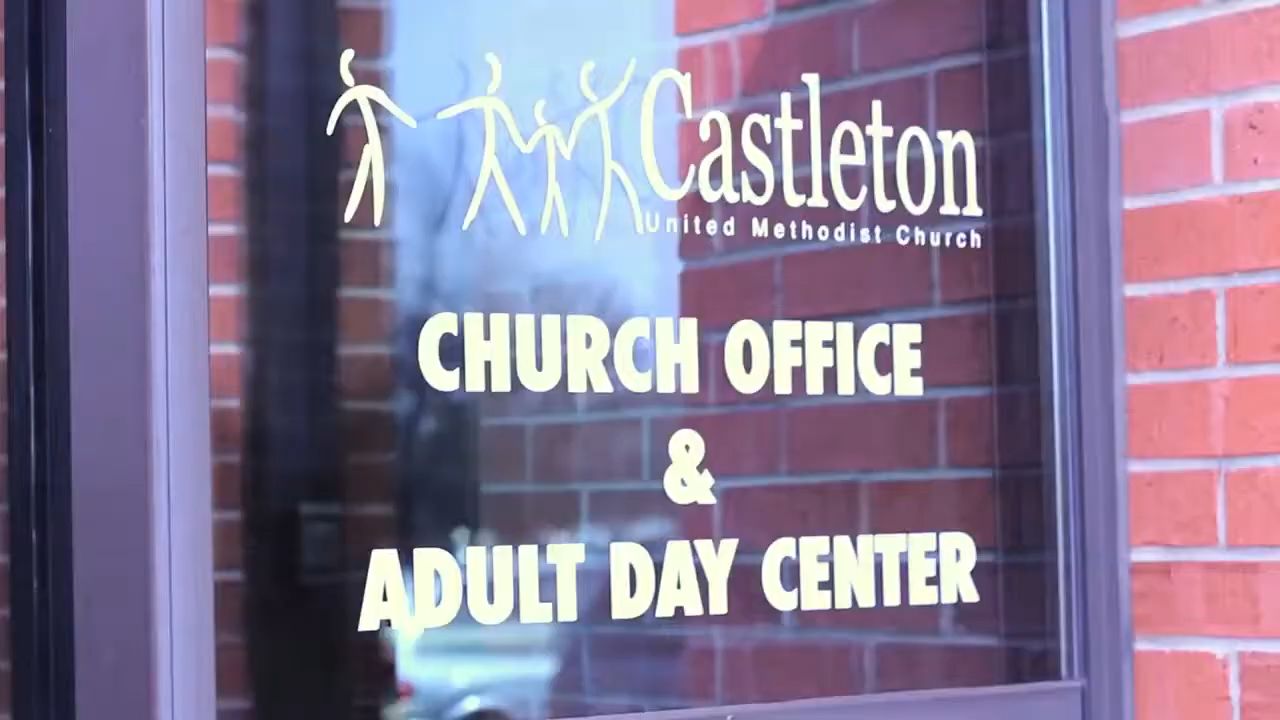 Castleton
United Methodist Church
CHURCH OFFICE
&
ADULT DAY CENTER